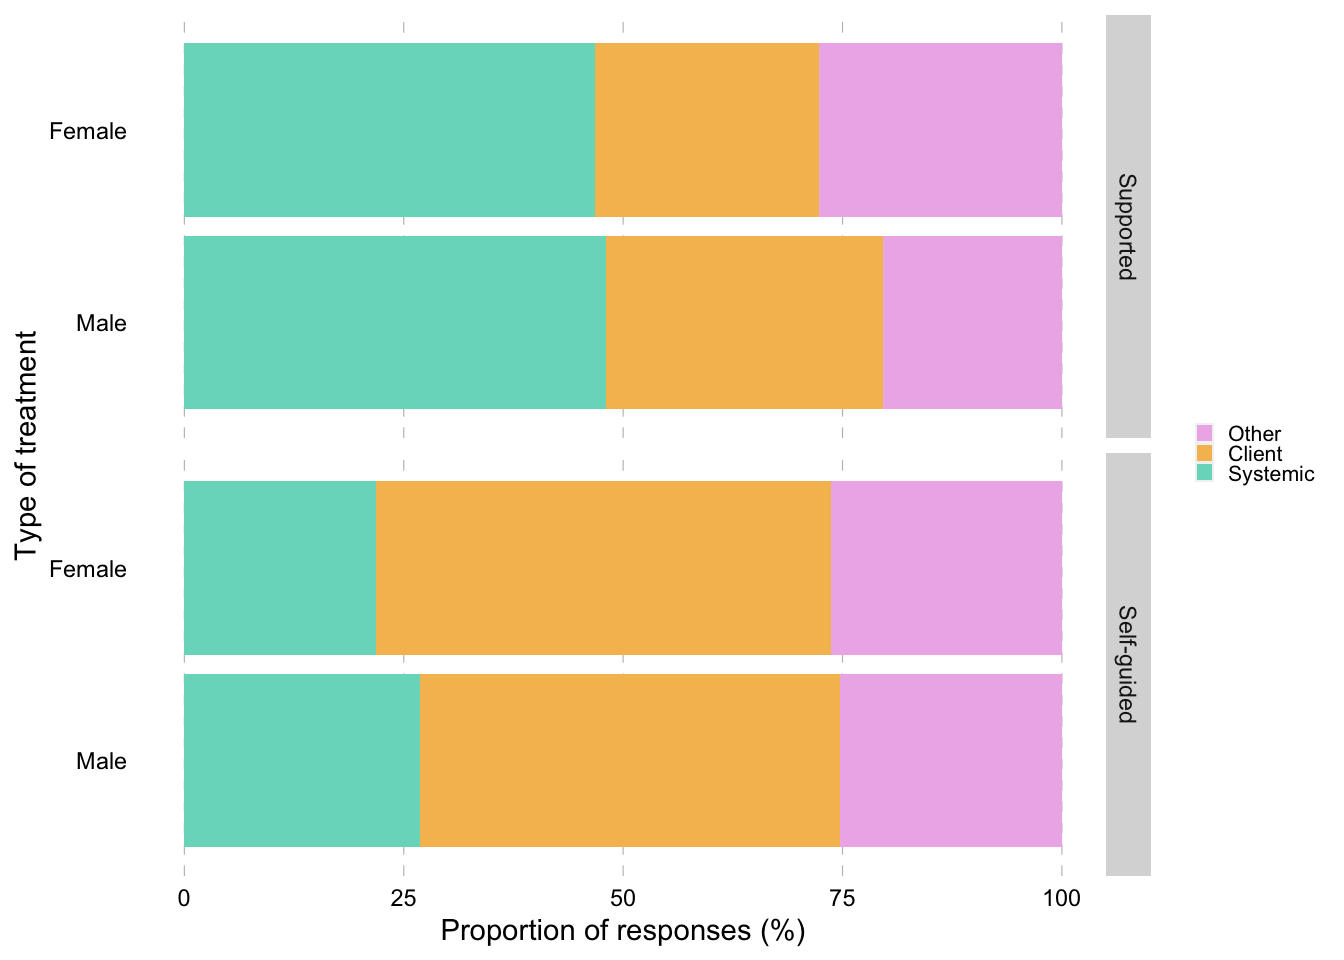 Type of treatment
Female
Male
Supported
Female
Male
Self-guided
0 25 50 75 100
Proportion of responses (%)
Other
Client
Systemic